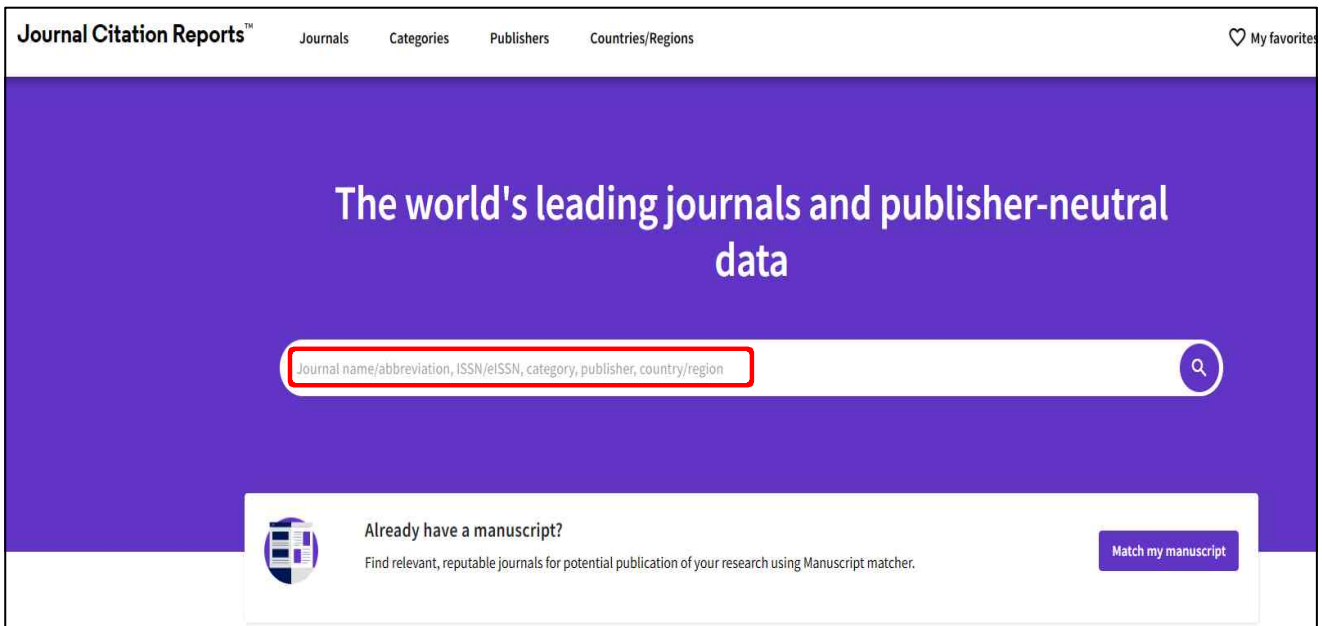 Journal Citation Reports™ Journals Categories Publishers Countries/Regions My favorites
The world's leading journals and publisher-neutral
data
Journal name/abbreviation, ISSN/eISSN, category, publisher, country/region
Already have a manuscript?
Find relevant, reputable journals for potential publication of your research using Manuscript matcher.
Match my manuscript